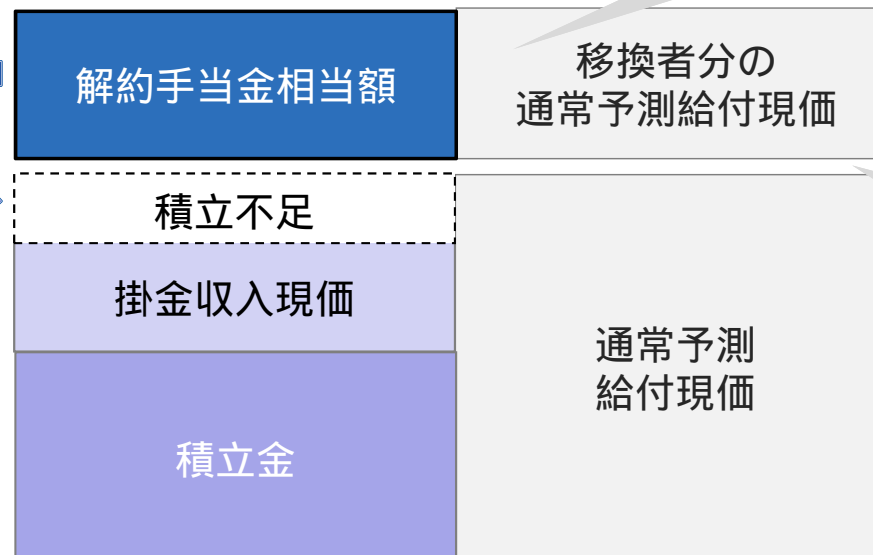 解約手当金相当額
移換者分の
通常予測給付現価
積立不足
掛金収入現価
積立金
通常予測
給付現価